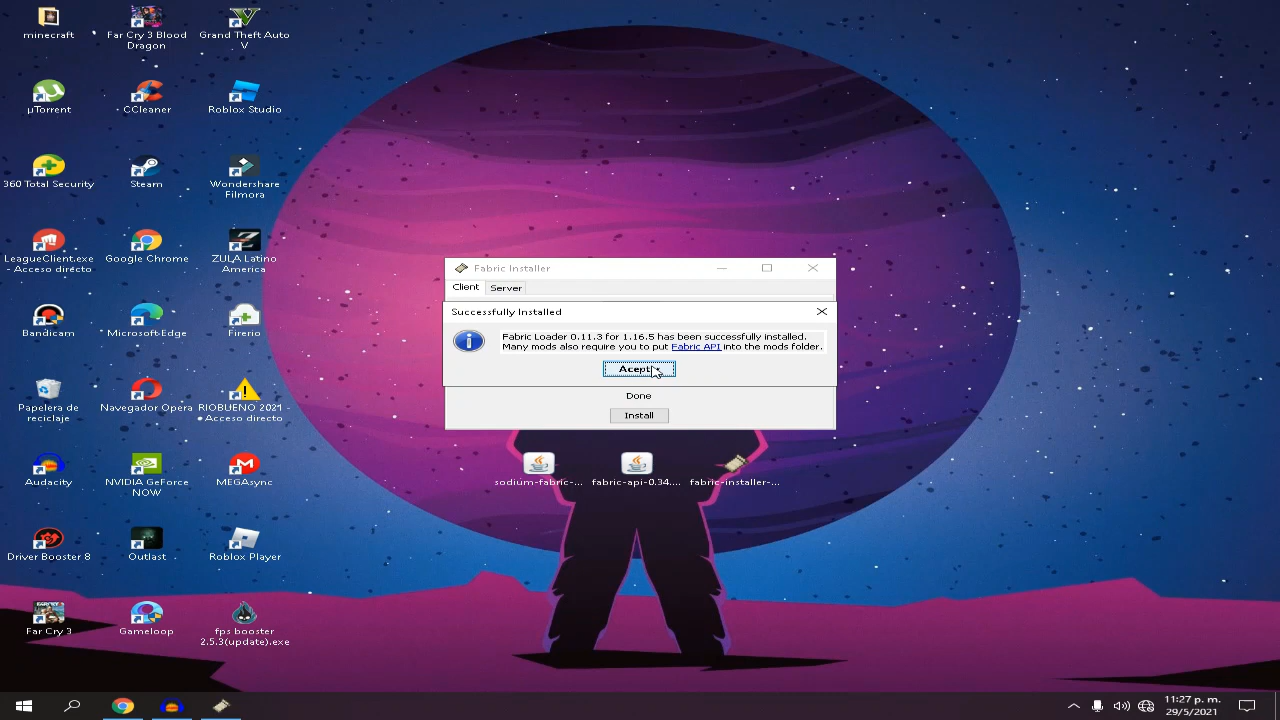 minecraft
Far Cry 3 Blood
Dragon
Grand Theft Auto
V
µTorrent
CCleaner
Roblox Studio
360 Total Security
Steam
Wondershare
Filmora
LeagueClient.exe
- Acceso directo
Google Chrome
ZULA Latino
America
Bandicam
Microsoft Edge
Firerio
Papelera de
reciclaje
Navegador Opera
RIOBUENO 2021 -
Acceso directo
Audacity
NVIDIA GeForce
NOW
MEGAsync
Driver Booster 8
Outlast
Roblox Player
Far Cry 3
Gameloop
fps booster
2.5.3(update).exe
Fabric Installer
Client
Server
Successfully Installed
Fabric Loader 0.11.3 for 1.16.5 has been successfully installed.
Many mods also require you to put Fabric API into the mods folder.
Done
Install
sodium-fabric-...
fabric-api-0.34....
fabric-installer-...
11:27 p. m.
29/5/2021